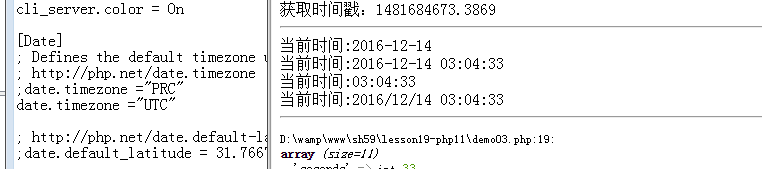 cli_server.color = On
[Date]
; Defines the default timezone
; http://php.net/date.timezone
;date.timezone ="PRC"
date.timezone ="UTC"
; http://php.net/date.default-la
;date.default_latitude = 31.7667
获取时间戳：1481684673.3869
当前时间:2016-12-14
当前时间:2016-12-14 03:04:33
当前时间:03:04:33
当前时间:2016/12/14 03:04:33
D:\wamp\www\sh59\lesson19-php11\demo03.php:19:
array (size=11)
'seconds' => int 33